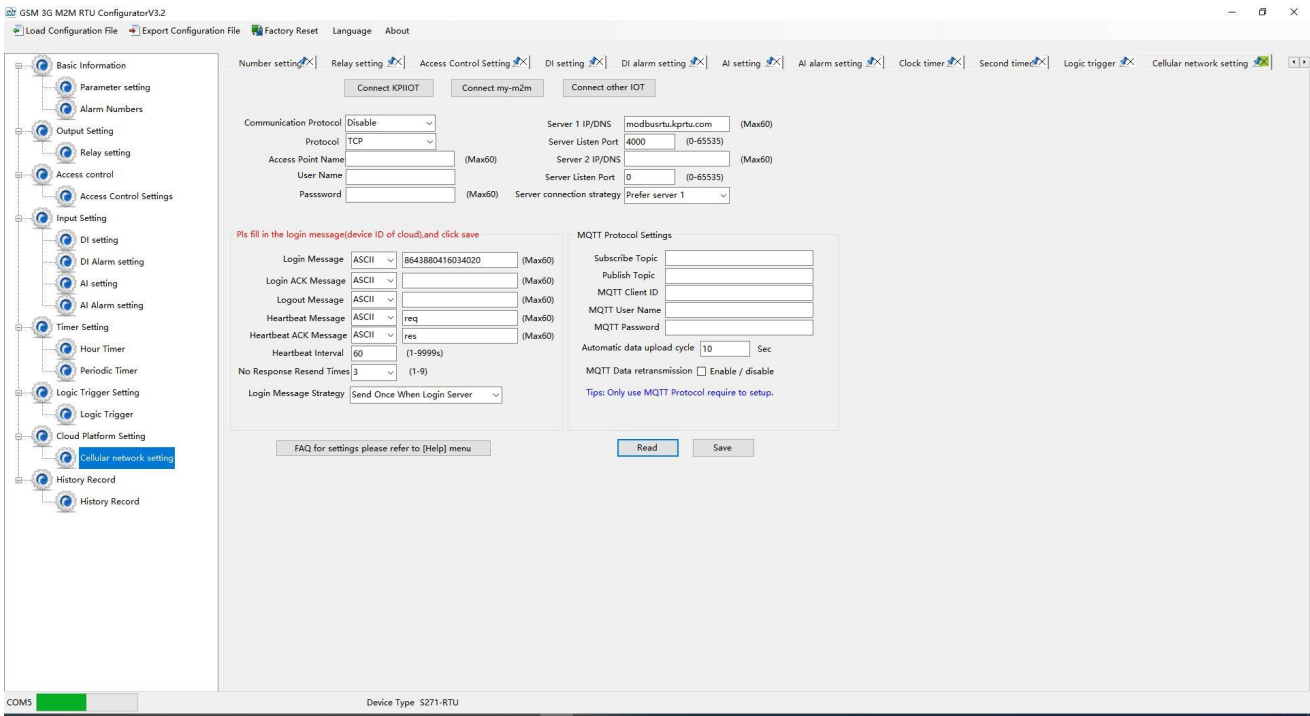 GSM 3G M2M RTU ConfiguratorV3.2
Load Configuration File Export Configuration File Factory Reset Language About
Basic Information
Parameter setting
Alarm Numbers
Output Setting
Relay setting
Access control
Access Control Settings
Input Setting
DI setting
DI Alarm setting
AI setting
AI Alarm setting
Timer Setting
Hour Timer
Periodic Timer
Logic Trigger Setting
Logic Trigger
Cloud Platform Setting
Cellular network setting
History Record
History Record
Number setting Relay setting Access Control Setting DI setting DI alarm setting AI setting AI alarm setting Clock timer Second timer Logic trigger Cellular network setting
Connect KPIIOT Connect my-m2m Connect other IOT
Communication Protocol Disable
Protocol TCP
Access Point Name (Max60)
User Name
Passsword (Max60)
Server 1 IP/DNS modbusrtu.kprtu.com (Max60)
Server Listen Port 4000 (0-65535)
Server 2 IP/DNS (Max60)
Server Listen Port 0 (0-65535)
Server connection strategy Prefer server 1
Pls fill in the login message(device ID of cloud),and click save
Login Message ASCII 8643880416034020 (Max60)
Login ACK Message ASCII (Max60)
Logout Message ASCII (Max60)
Heartbeat Message ASCII req (Max60)
Heartbeat ACK Message ASCII res (Max60)
Heartbeat Interval 60 (1-9999s)
No Response Resend Times 3 (1-9)
Login Message Strategy Send Once When Login Server
MQTT Protocol Settings
Subscribe Topic
Publish Topic
MQTT Client ID
MQTT User Name
MQTT Password
Automatic data upload cycle 10 Sec
MQTT Data retransmission Enable / disable
Tips: Only use MQTT Protocol require to setup.
FAQ for settings please refer to [Help] menu Read Save
COM5 Device Type S271-RTU